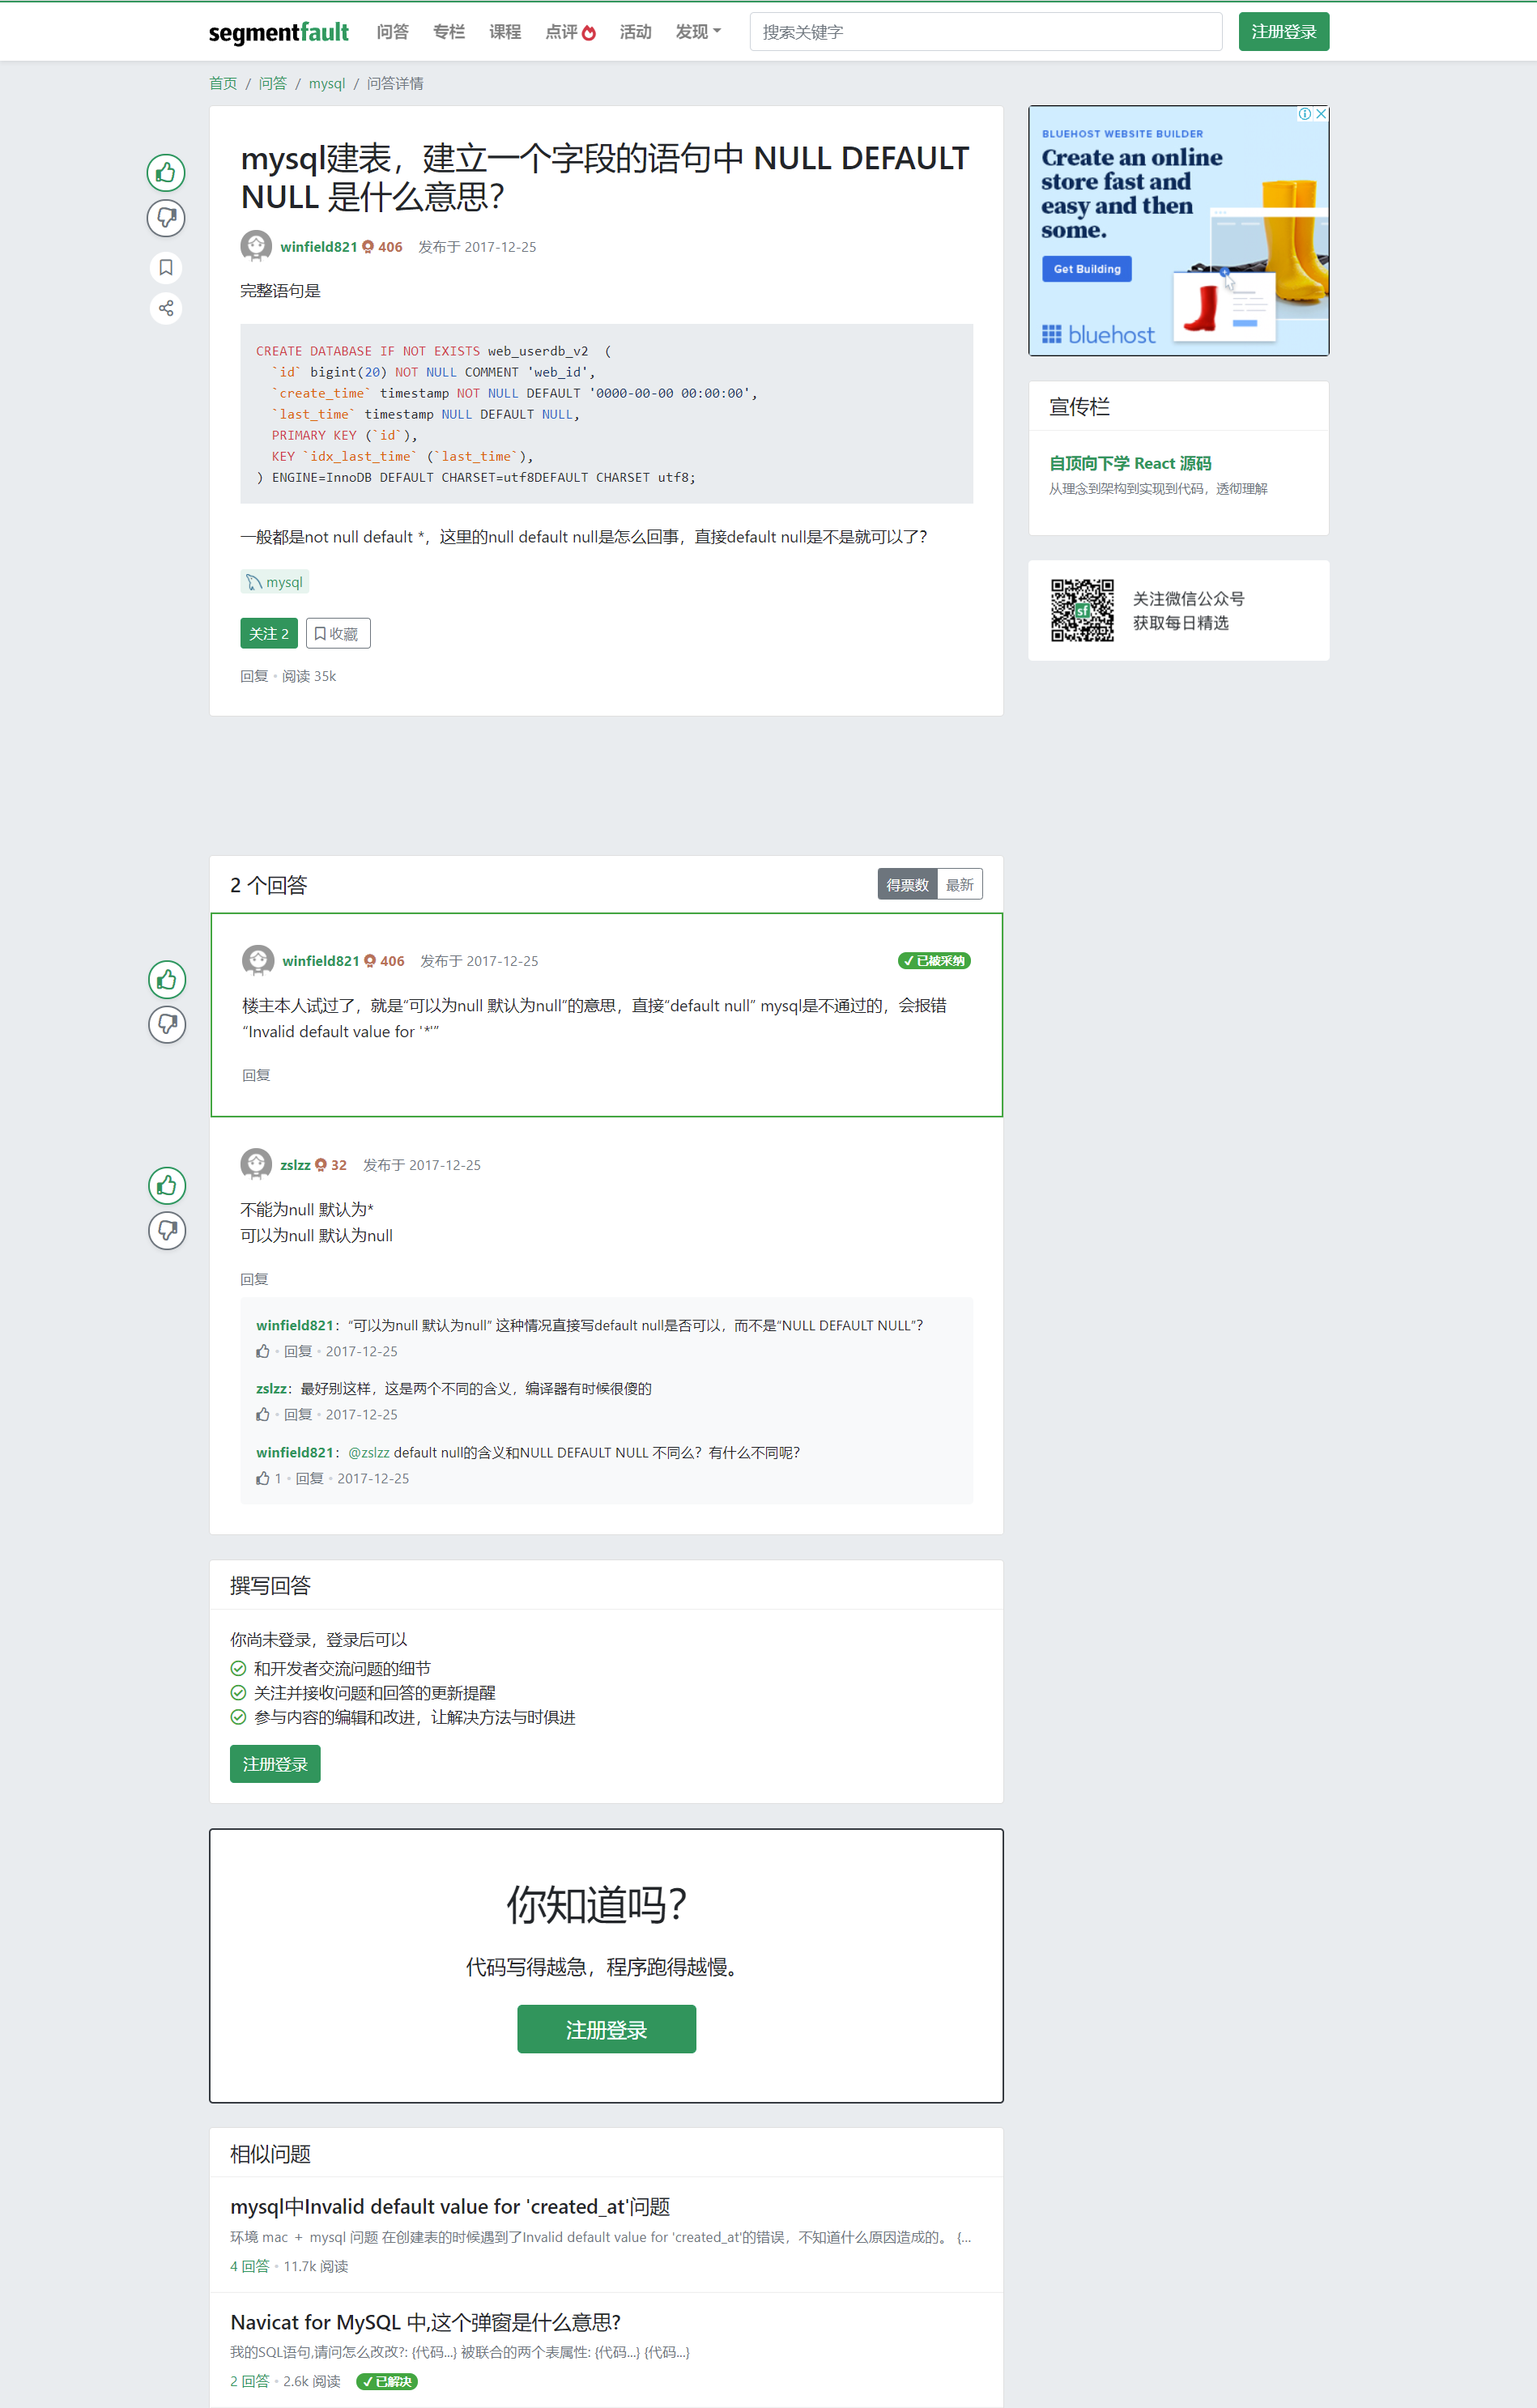 segmentfault 问答 专栏 课程 点评 活动 发现 搜索关键字 注册登录
首页 / 问答 / mysql / 问答详情
mysql建表，建立一个字段的语句中 NULL DEFAULT
NULL 是什么意思？
winfield821 406 发布于 2017-12-25
完整语句是
CREATE DATABASE IF NOT EXISTS web_userdb_v2 (
`id` bigint(20) NOT NULL COMMENT 'web_id',
`create_time` timestamp NOT NULL DEFAULT '0000-00-00 00:00:00',
`last_time` timestamp NULL DEFAULT NULL,
PRIMARY KEY (`id`),
KEY `idx_last_time` (`last_time`),
) ENGINE=InnoDB DEFAULT CHARSET=utf8DEFAULT CHARSET utf8;
一般都是not null default *，这里的null default null是怎么回事，直接default null是不是就可以了？
mysql
关注 2 收藏
回复 • 阅读 35k
BLUEHOST WEBSITE BUILDER
Create an online
store fast and
easy and then
some.
Get Building
bluehost
宣传栏
自顶向下学 React 源码
从理念到架构到实现到代码，透彻理解
sf
关注微信公众号
获取每日精选
2 个回答 得票数 最新
winfield821 406 发布于 2017-12-25 ✓ 已被采纳
楼主本人试过了，就是“可以为null 默认为null”的意思，直接“default null” mysql是不通过的，会报错
“Invalid default value for '*'”
回复
zslzz 32 发布于 2017-12-25
不能为null 默认为*
可以为null 默认为null
回复
winfield821：“可以为null 默认为null” 这种情况直接写default null是否可以，而不是“NULL DEFAULT NULL”？
• 回复 • 2017-12-25
zslzz：最好别这样，这是两个不同的含义，编译器有时候很傻的
• 回复 • 2017-12-25
winfield821：@zslzz default null的含义和NULL DEFAULT NULL 不同么？有什么不同呢？
1 • 回复 • 2017-12-25
撰写回答
你尚未登录，登录后可以
和开发者交流问题的细节
关注并接收问题和回答的更新提醒
参与内容的编辑和改进，让解决方法与时俱进
注册登录
你知道吗？
代码写得越急，程序跑得越慢。
注册登录
相似问题
mysql中Invalid default value for 'created_at'问题
环境 mac + mysql 问题 在创建表的时候遇到了Invalid default value for 'created_at'的错误，不知道什么原因造成的。 {...
4 回答 • 11.7k 阅读
Navicat for MySQL 中,这个弹窗是什么意思?
我的SQL语句,请问怎么改改?: {代码...} 被联合的两个表属性: {代码...} {代码...}
2 回答 • 2.6k 阅读 ✓ 已解决